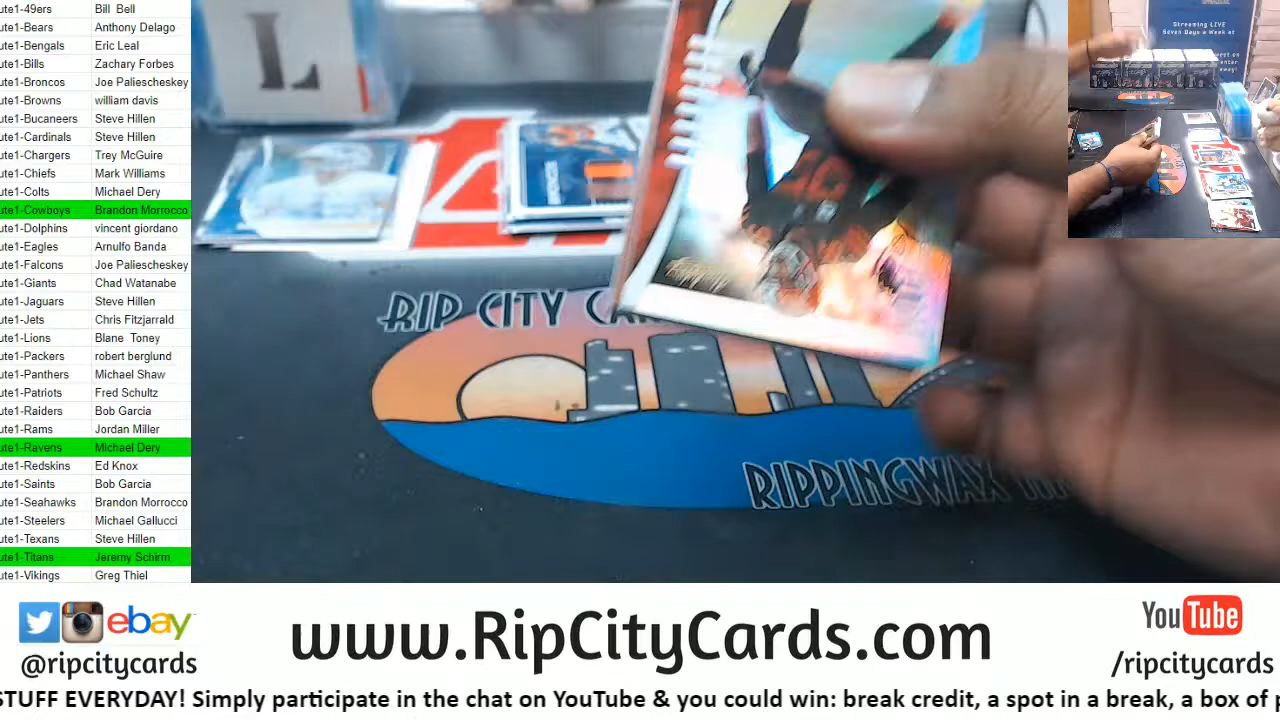 ute1-49ers Bill Bell
ute1-Bears Anthony Delago
ute1-Bengals Eric Leal
ute1-Bills Zachary Forbes
ute1-Broncos Joe Paliescheskey
ute1-Browns william davis
ute1-Bucaneers Steve Hillen
ute1-Cardinals Steve Hillen
ute1-Chargers Trey McGuire
ute1-Chiefs Mark Williams
ute1-Colts Michael Dery
ute1-Cowboys Brandon Morrocco
ute1-Dolphins vincent giordano
ute1-Eagles Arnulfo Banda
ute1-Falcons Joe Paliescheskey
ute1-Giants Chad Watanabe
ute1-Jaguars Steve Hillen
ute1-Jets Chris Fitzjarrald
ute1-Lions Blane Toney
ute1-Packers robert berglund
ute1-Panthers Michael Shaw
ute1-Patriots Fred Schultz
ute1-Raiders Bob Garcia
ute1-Rams Jordan Miller
ute1-Ravens Michael Dery
ute1-Redskins Ed Knox
ute1-Saints Bob Garcia
ute1-Seahawks Brandon Morrocco
ute1-Steelers Michael Gallucci
ute1-Texans Steve Hillen
ute1-Titans Jeremy Schirm
ute1-Vikings Greg Thiel
L
Streaming LIVE
Seven Days a Week at
RIP CITY CA
RIPPINGWAX
ebay
@ripcitycards
www.RipCityCards.com
YouTube
/ripcitycards
STUFF EVERYDAY! Simply participate in the chat on YouTube & you could win: break credit, a spot in a break, a box of p